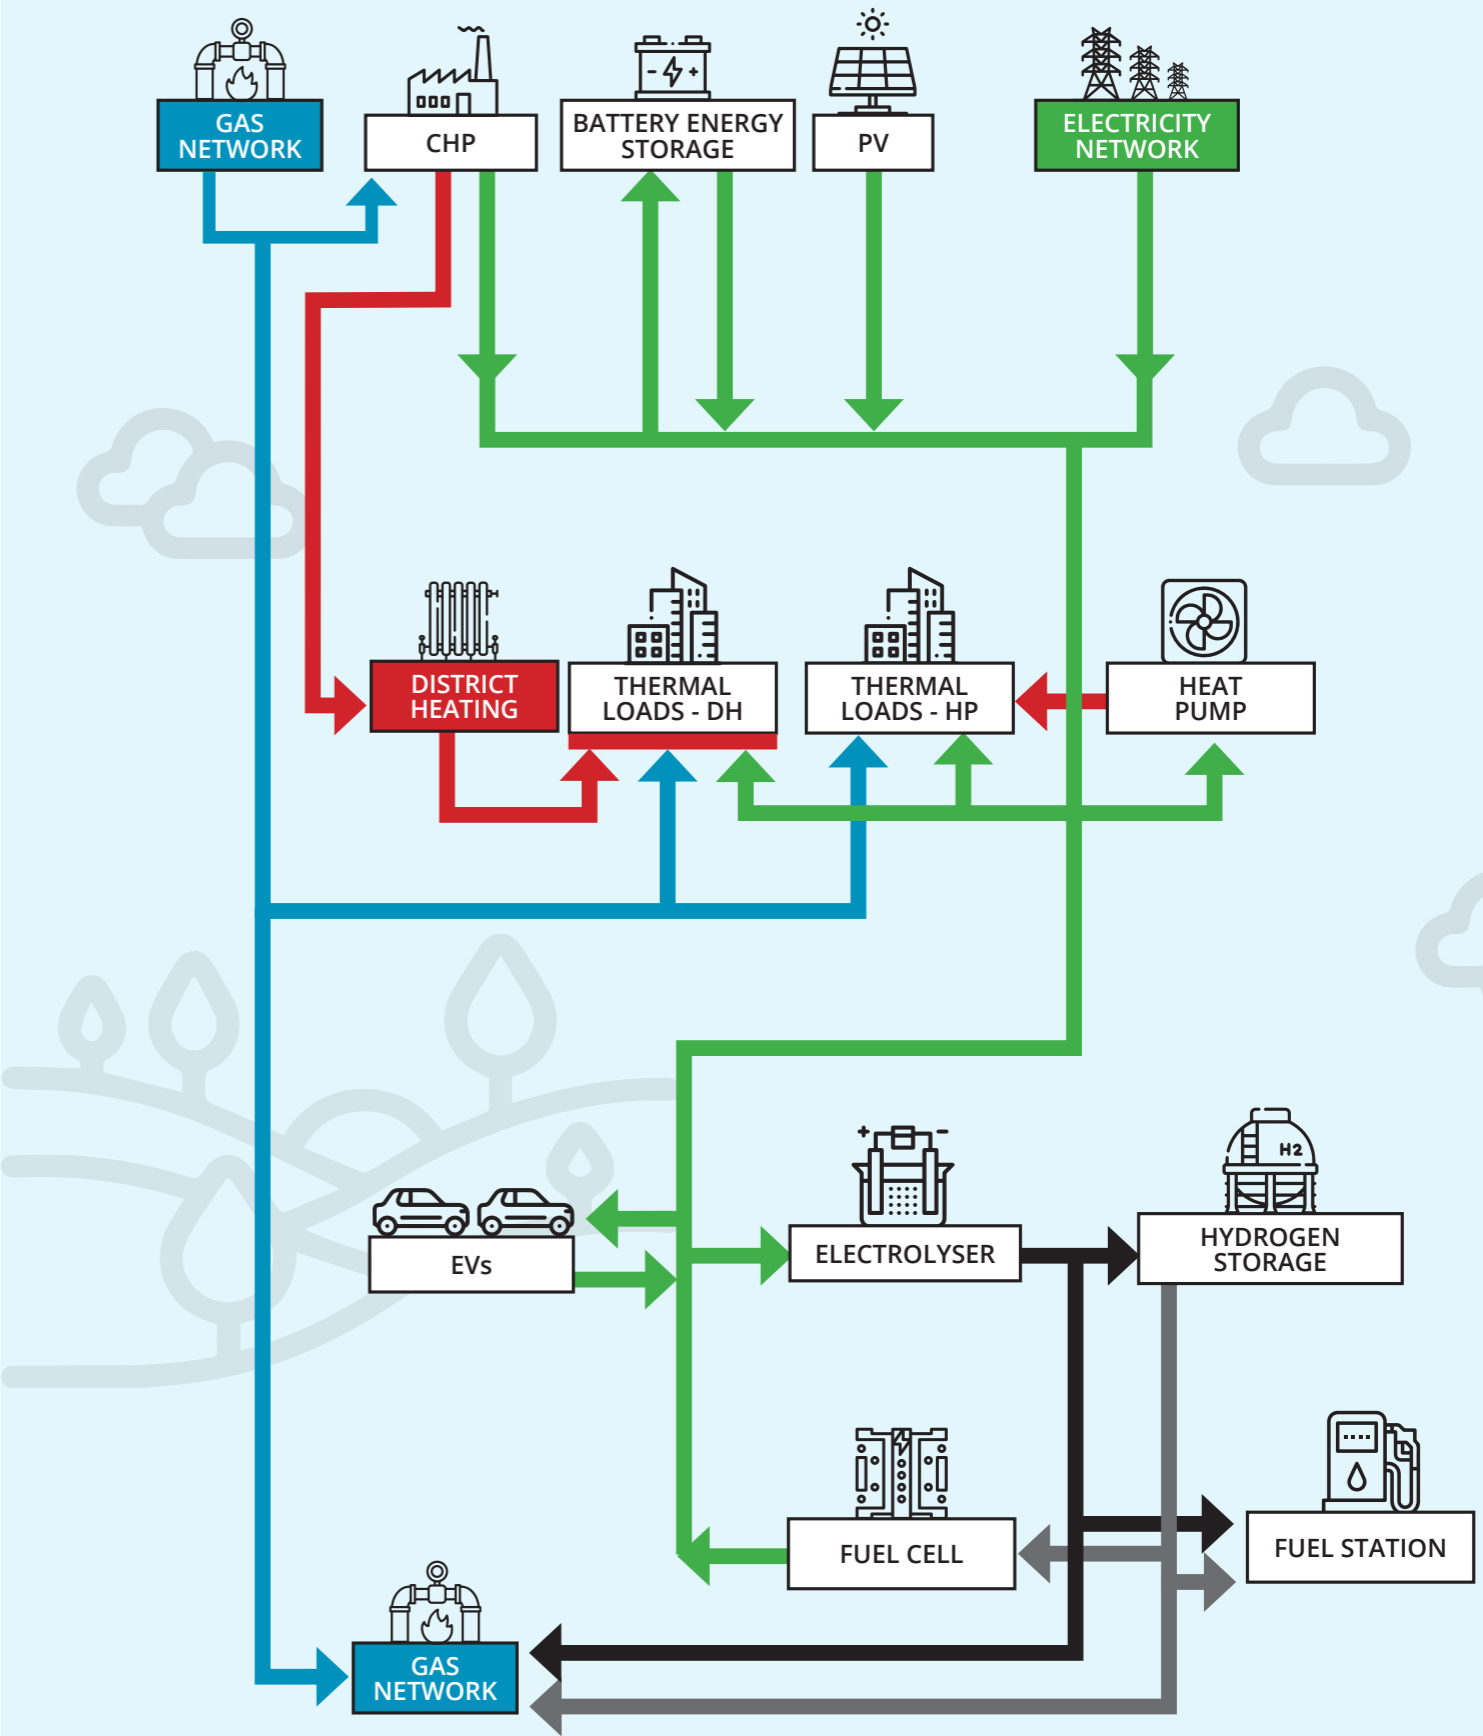 GAS
NETWORK
CHP
BATTERY ENERGY
STORAGE
PV
ELECTRICITY
NETWORK
DISTRICT
HEATING
THERMAL
LOADS - DH
THERMAL
LOADS - HP
HEAT
PUMP
H2
EVs
ELECTROLYSER
HYDROGEN
STORAGE
FUEL CELL
FUEL STATION
GAS
NETWORK